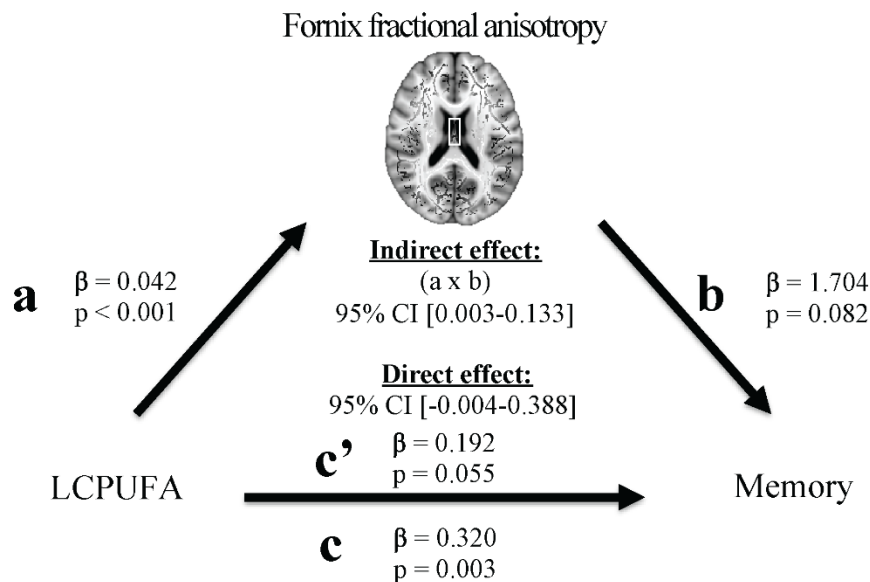 Fornix fractional anisotropy
a
β = 0.042
p < 0.001
Indirect effect:
(a x b)
95% CI [0.003-0.133]
b
β = 1.704
p = 0.082
Direct effect:
95% CI [-0.004-0.388]
c’
β = 0.192
p = 0.055
LCPUFA
Memory
c
β = 0.320
p = 0.003